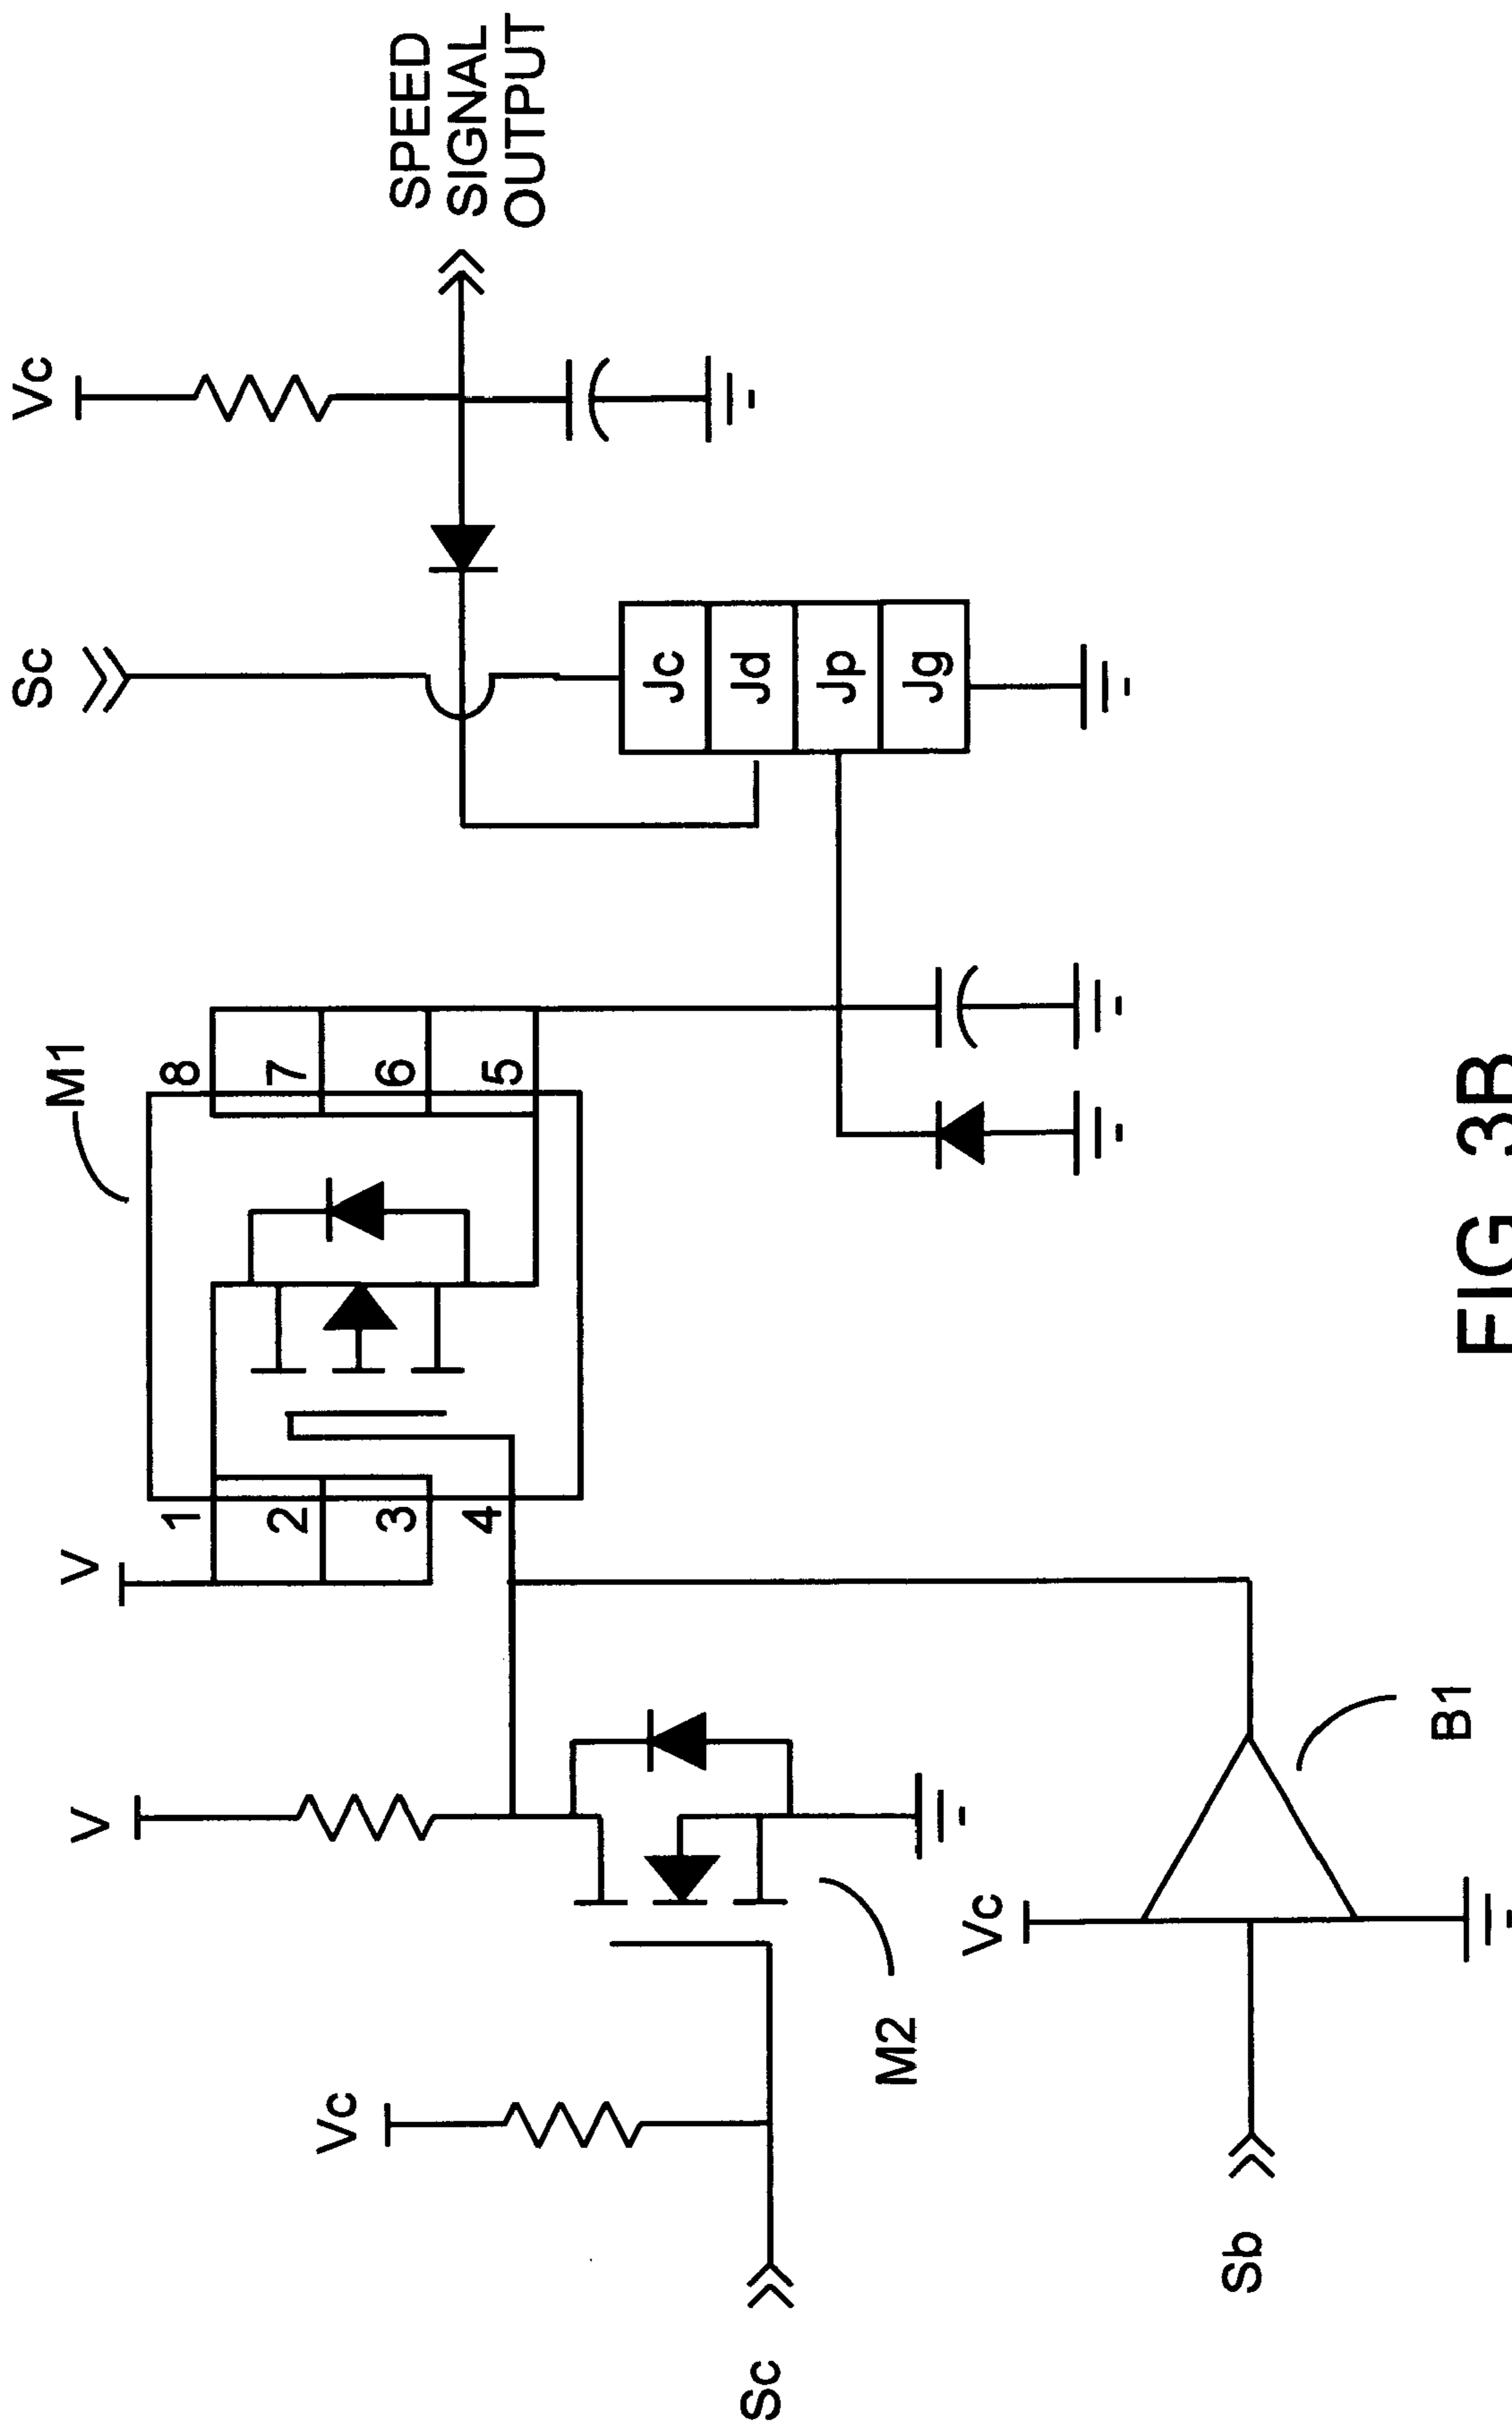 Vc
Sc
SPEED
SIGNAL
OUTPUT
M1
V
V
1
2
3
4
8
7
6
5
Jc
Jd
Jp
Jg
Vc
Sc
M2
Vc
Sb
B1
FIG. 3B